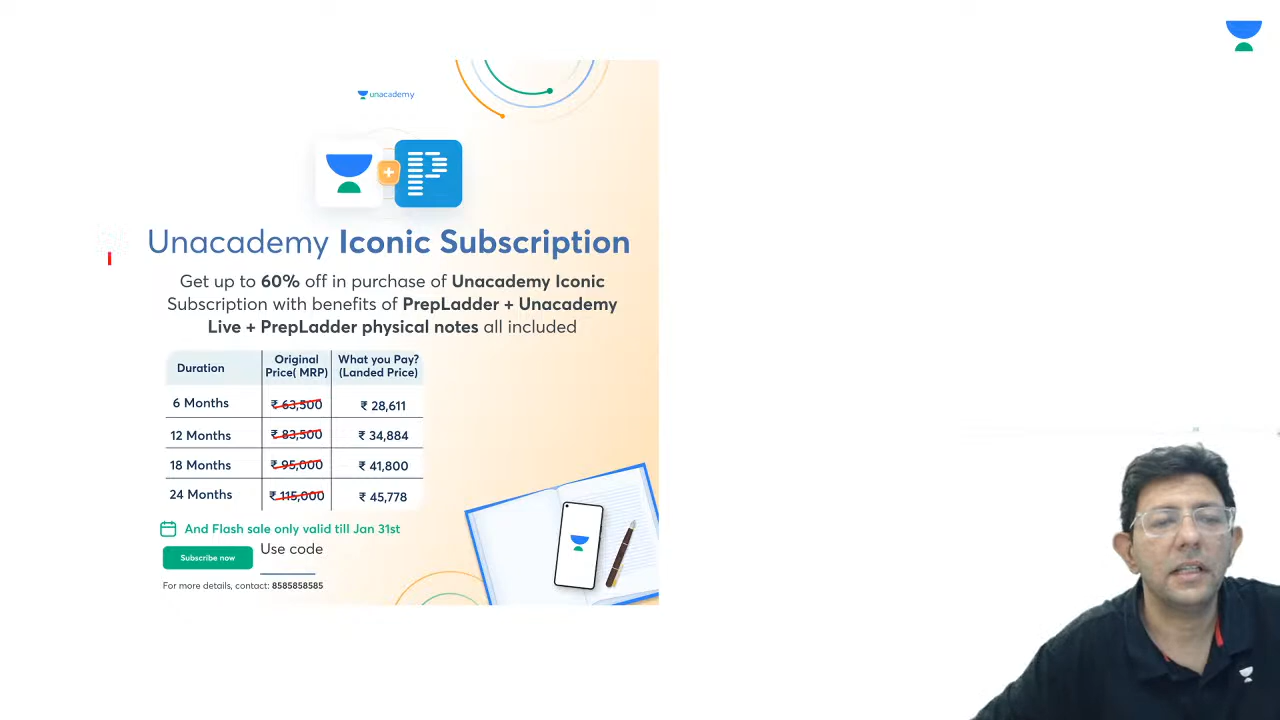 unacademy
Unacademy Iconic Subscription
Get up to 60% off in purchase of Unacademy Iconic
Subscription with benefits of PrepLadder + Unacademy
Live + PrepLadder physical notes all included
Duration Original Price( MRP) What you Pay? (Landed Price)
6 Months ₹ 63,500 ₹ 28,611
12 Months ₹ 83,500 ₹ 34,884
18 Months ₹ 95,000 ₹ 41,800
24 Months ₹ 115,000 ₹ 45,778
And Flash sale only valid till Jan 31st
Subscribe now Use code
For more details, contact: 8585858585